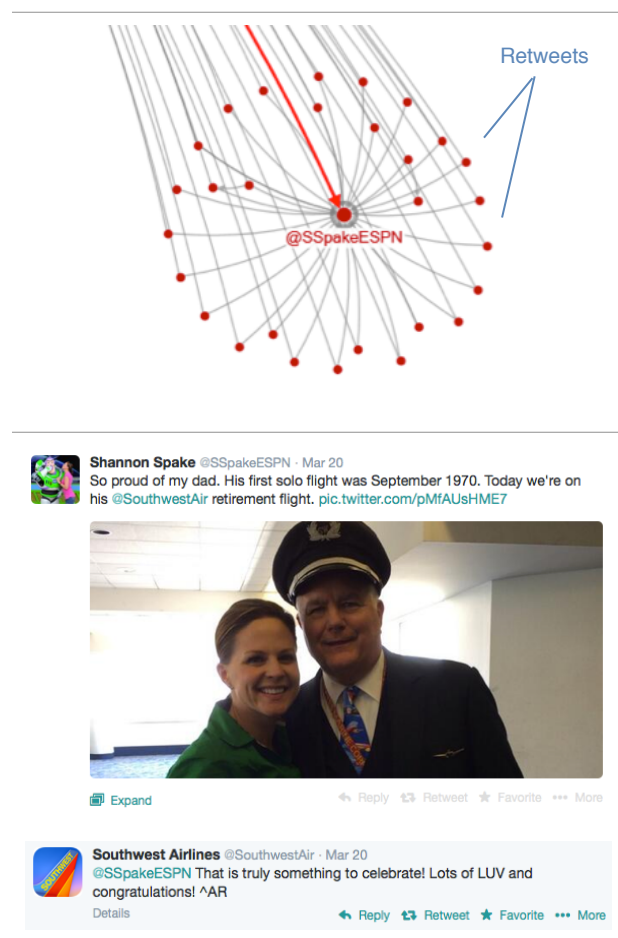 Retweets
@SSpakeESPN
Shannon Spake @SSpakeESPN · Mar 20
So proud of my dad. His first solo flight was September 1970. Today we're on
his @SouthwestAir retirement flight. pic.twitter.com/pMfAUsHME7
Expand
Reply Retweet Favorite More
SOUTHWEST
Southwest Airlines @SouthwestAir · Mar 20
@SSpakeESPN That is truly something to celebrate! Lots of LUV and
congratulations! ^AR
Details
Reply Retweet Favorite More